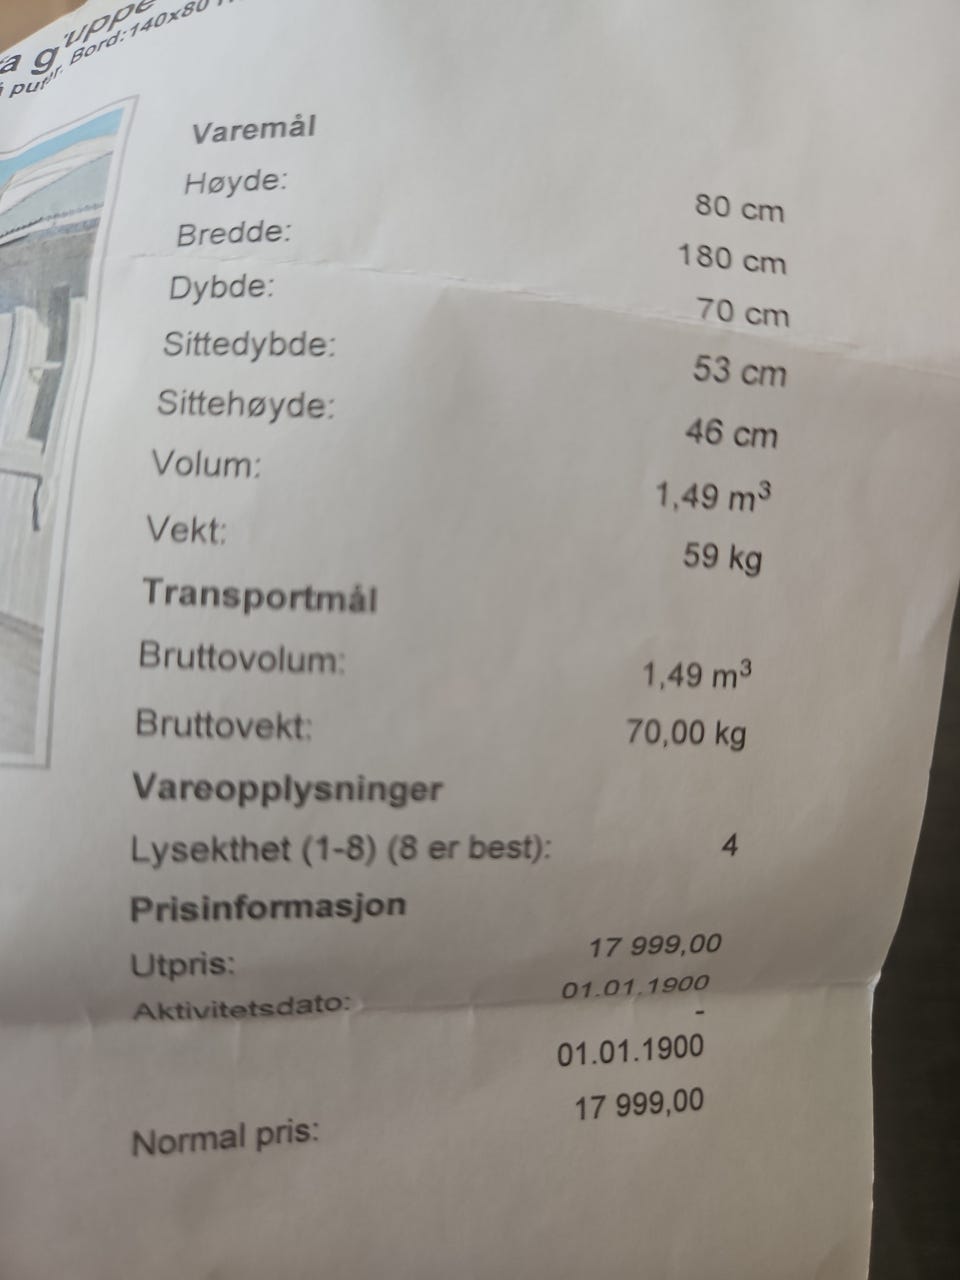 a gruppe
Bord: 140x80
Varemål
Høyde: 80 cm
Bredde: 180 cm
Dybde: 70 cm
Sittedybde: 53 cm
Sittehøyde: 46 cm
Volum: 1,49 m³
Vekt: 59 kg
Transportmål
Bruttovolum: 1,49 m³
Bruttovekt: 70,00 kg
Vareopplysninger
Lysekthet (1-8) (8 er best): 4
Prisinformasjon
Utpris: 17 999,00
Aktivitetsdato: 01.01.1900
-
01.01.1900
Normal pris: 17 999,00